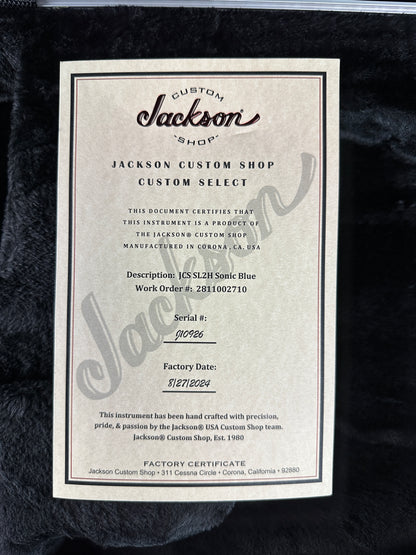 CUSTOM
Jackson®
-SHOP-
JACKSON CUSTOM SHOP
CUSTOM SELECT
THIS DOCUMENT CERTIFIES THAT
THIS INSTRUMENT IS A PRODUCT OF
THE JACKSON® CUSTOM SHOP
MANUFACTURED IN CORONA, CA. USA
Description: JCS SL2H Sonic Blue
Work Order #: 2811002710
Serial #:
J10926
Factory Date:
8/27/2024
Jackson
This instrument has been hand crafted with precision,
pride, & passion by the Jackson® USA Custom Shop team.
Jackson® Custom Shop, Est. 1980
FACTORY CERTIFICATE
Jackson Custom Shop • 311 Cessna Circle • Corona, California • 92880